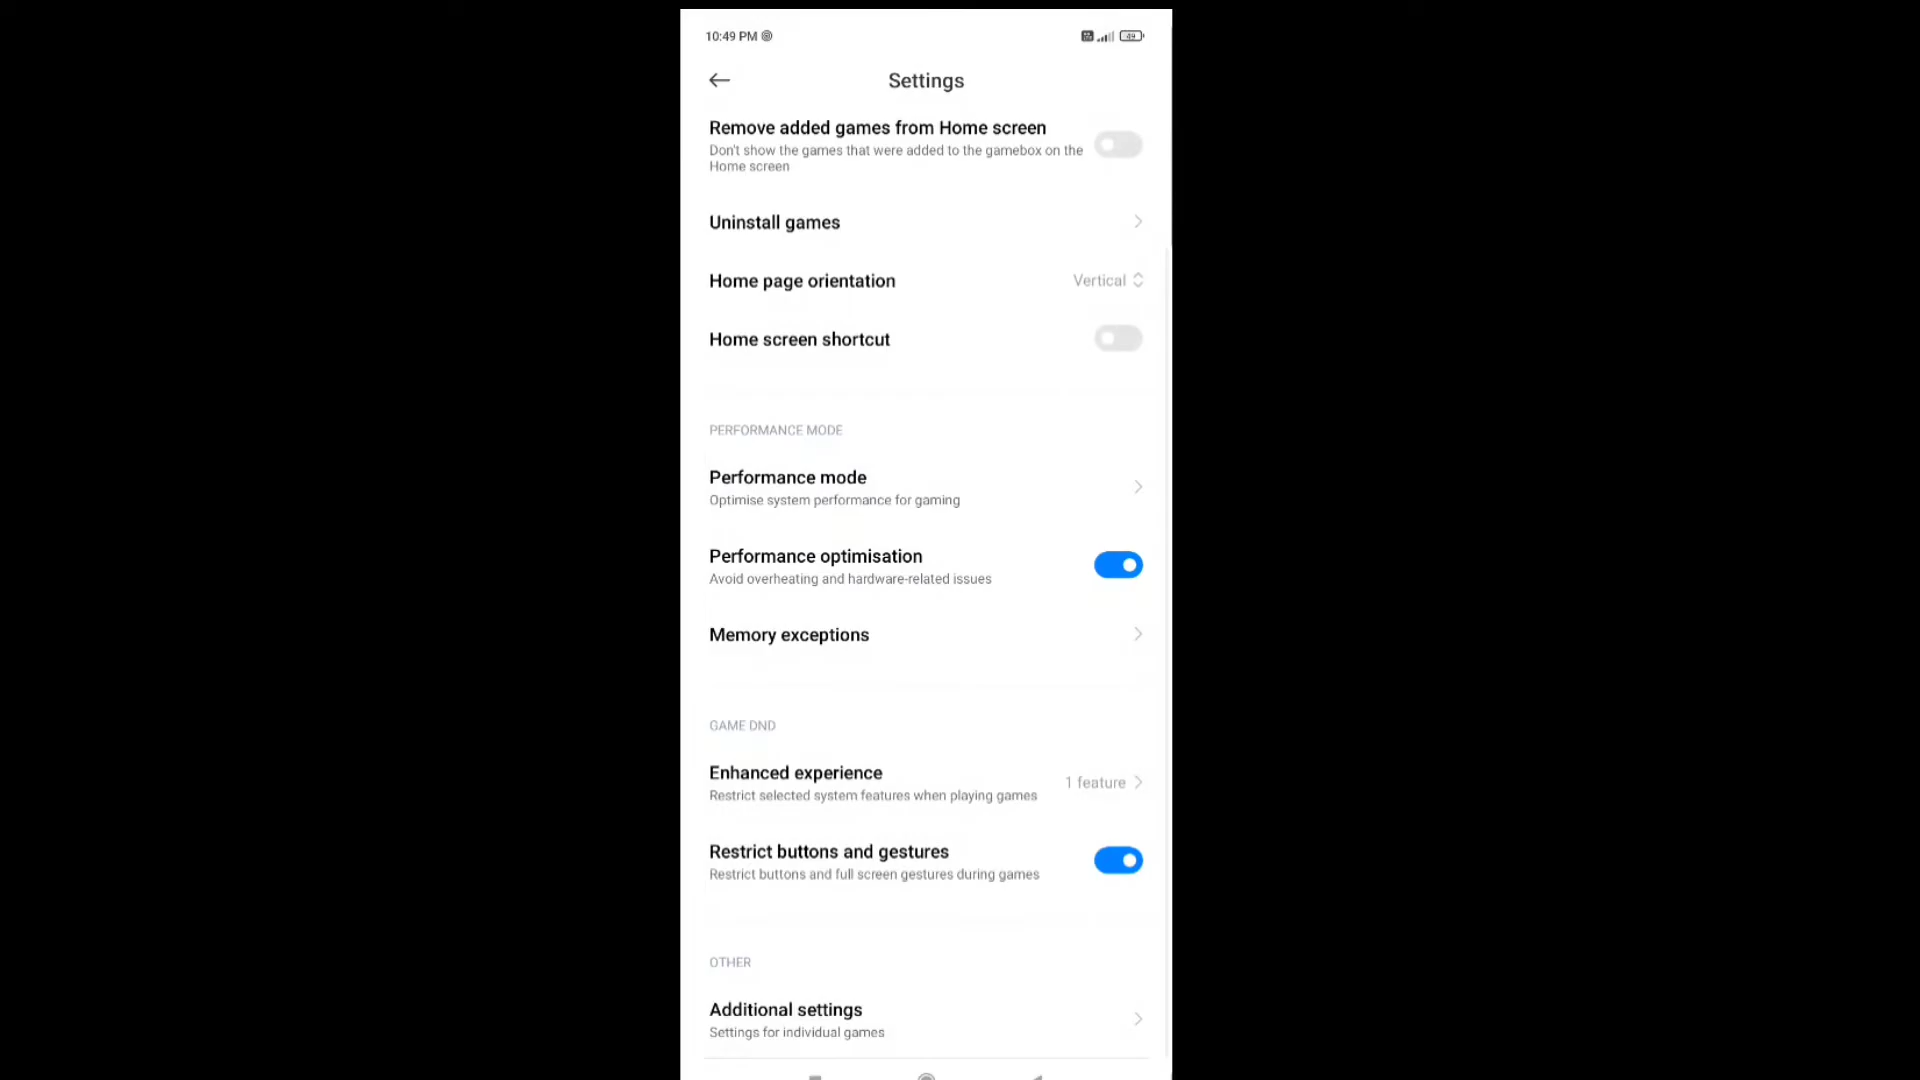 10:49 PM
49
Settings
Remove added games from Home screen
Don't show the games that were added to the gamebox on the
Home screen
Uninstall games
Home page orientation
Vertical
Home screen shortcut
PERFORMANCE MODE
Performance mode
Optimise system performance for gaming
Performance optimisation
Avoid overheating and hardware-related issues
Memory exceptions
GAME DND
Enhanced experience
1 feature
Restrict selected system features when playing games
Restrict buttons and gestures
Restrict buttons and full screen gestures during games
OTHER
Additional settings
Settings for individual games